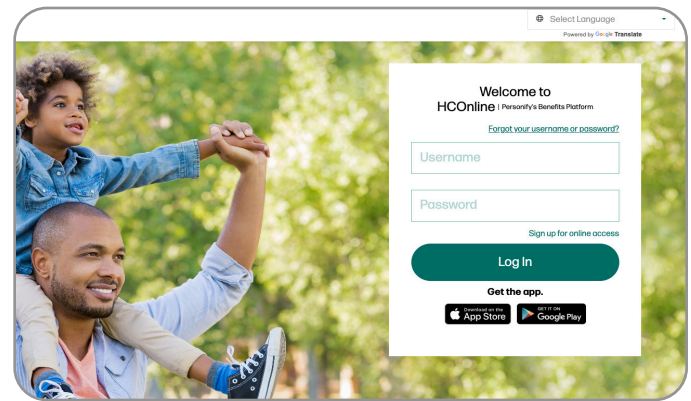 Select Language
Powered by Google Translate
Welcome to
HCOnline | Personify's Benefits Platform
Forgot your username or password?
Username
Password
Sign up for online access
Log In
Get the app.
Download on the
App Store
GET IT ON
Google Play